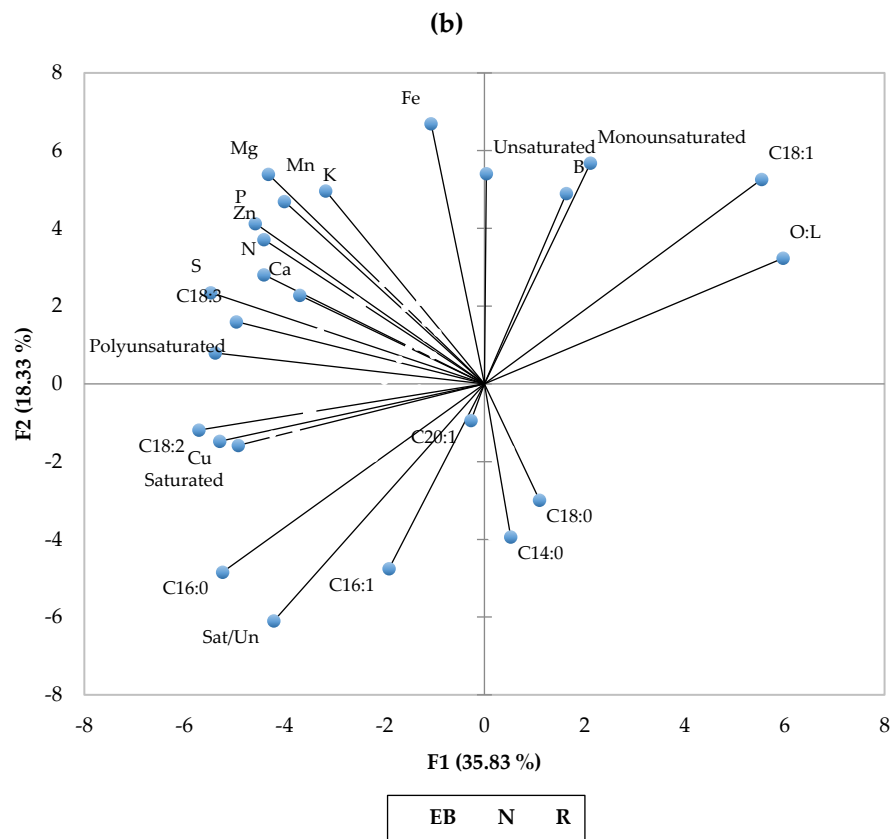 (b)
8
Fe
Unsaturated
Monounsaturated
C18:1
Mg
Mn
K
B
6
P
Zn
O:L
4
N
S
Ca
C18:3
2
Polyunsaturated
0
C18:2
C20:1
Cu
-2
Saturated
C18:0
-4
C14:0
C16:0
C16:1
-6
Sat/Un
-8
-8 -6 -4 -2 0 2 4 6 8
F2 (18.33 %)
F1 (35.83 %)
EB N R